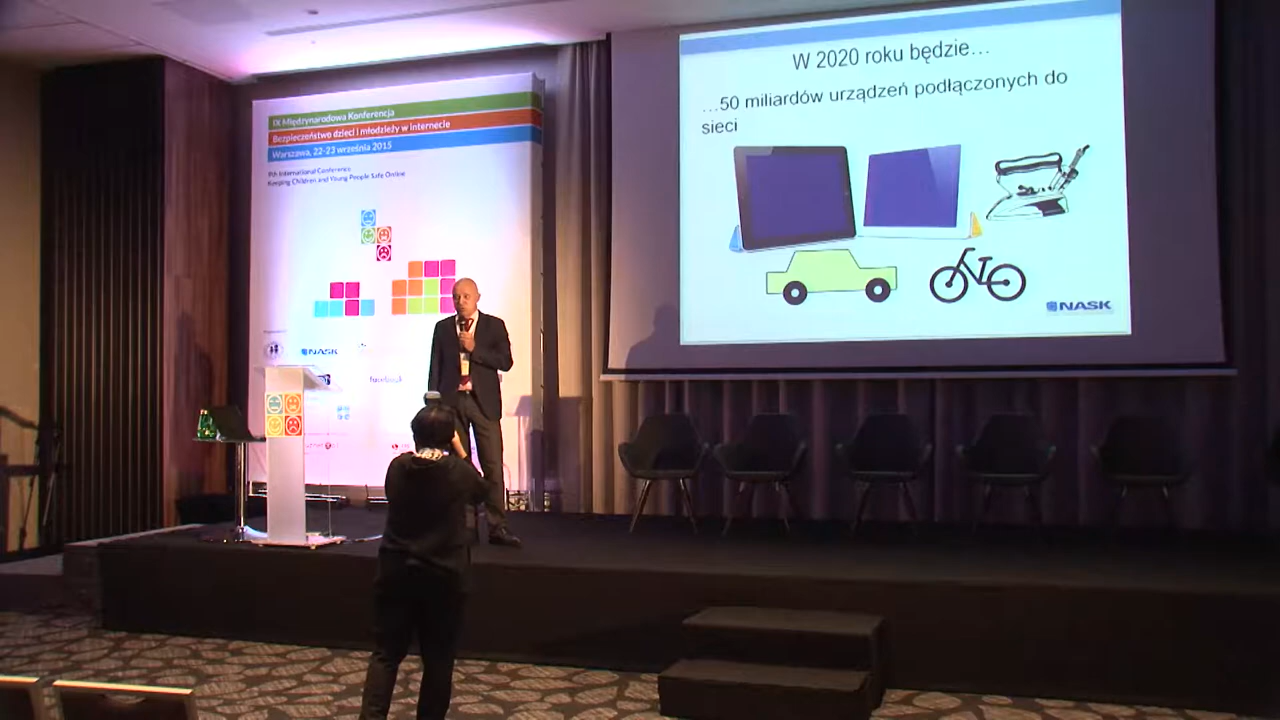 IX Międzynarodowa Konferencja
Bezpieczeństwo dzieci i młodzieży w internecie
Warszawa, 22-23 września 2015
9th International Conference
Keeping Children and Young People Safe Online
NASK
facebook
W 2020 roku będzie…
…50 miliardów urządzeń podłączonych do
sieci
NASK